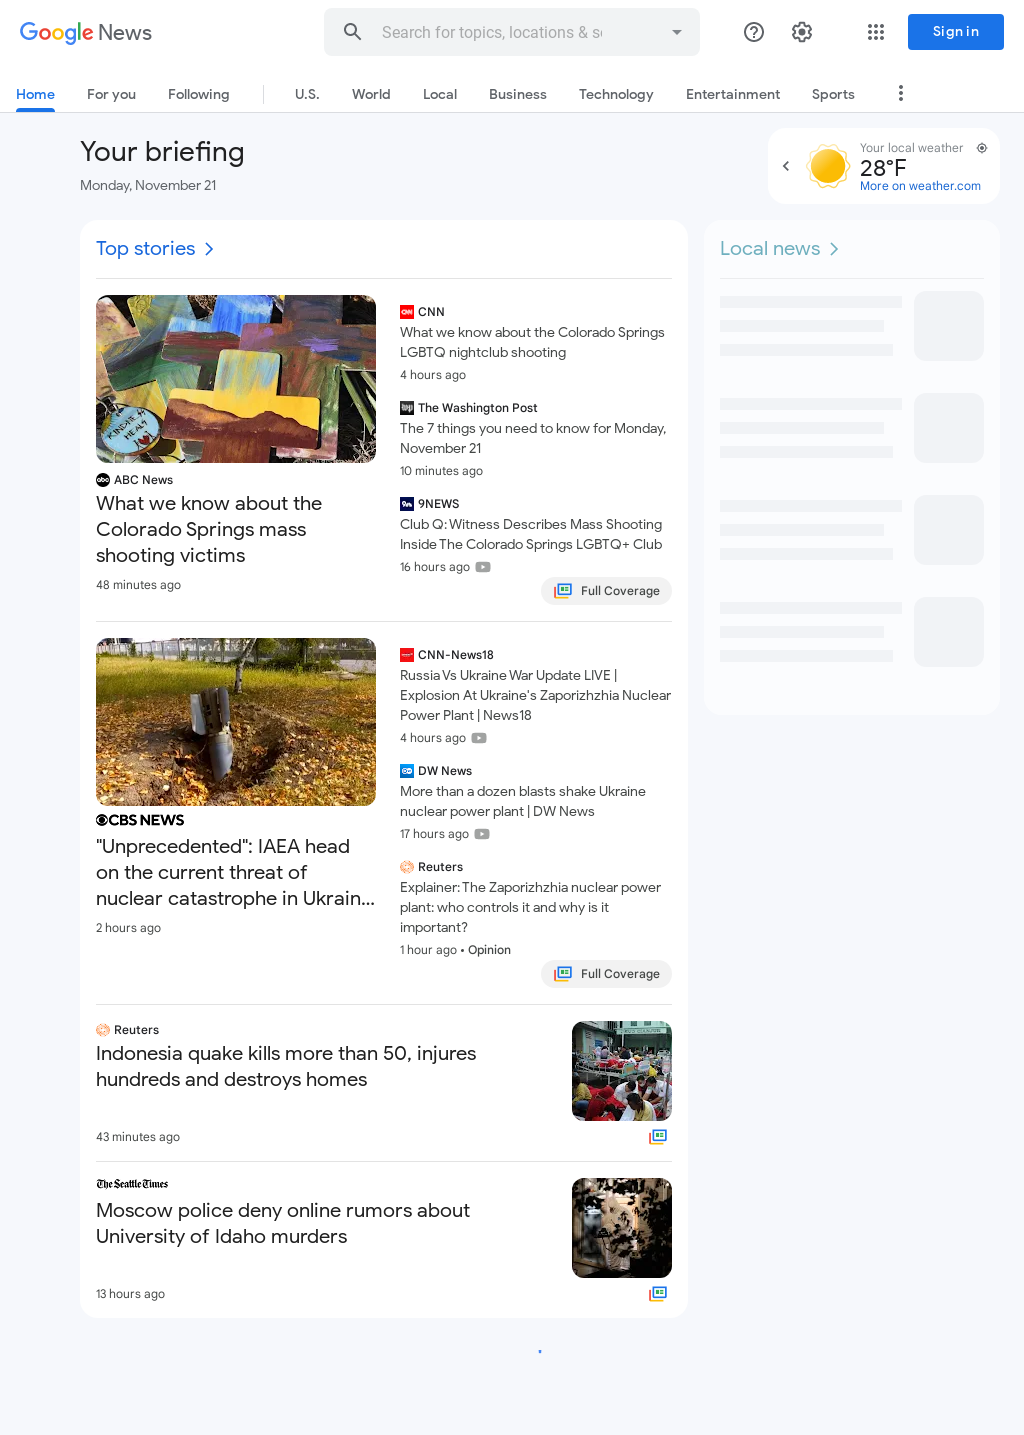 Google News
Search for topics, locations & so
Sign in
Home
For you
Following
U.S.
World
Local
Business
Technology
Entertainment
Sports
Your briefing
Monday, November 21
Your local weather
28°F
More on weather.com
Top stories
Local news
KINDNESS
HEALS
abc ABC News
What we know about the
Colorado Springs mass
shooting victims
48 minutes ago
CNN CNN
What we know about the Colorado Springs
LGBTQ nightclub shooting
4 hours ago
wp The Washington Post
The 7 things you need to know for Monday,
November 21
10 minutes ago
9NEWS
Club Q: Witness Describes Mass Shooting
Inside The Colorado Springs LGBTQ+ Club
16 hours ago
Full Coverage
CBS NEWS
"Unprecedented": IAEA head
on the current threat of
nuclear catastrophe in Ukrain...
2 hours ago
CNN-News18
Russia Vs Ukraine War Update LIVE |
Explosion At Ukraine's Zaporizhzhia Nuclear
Power Plant | News18
4 hours ago
DW News
More than a dozen blasts shake Ukraine
nuclear power plant | DW News
17 hours ago
Reuters
Explainer: The Zaporizhzhia nuclear power
plant: who controls it and why is it
important?
1 hour ago • Opinion
Full Coverage
Reuters
Indonesia quake kills more than 50, injures
hundreds and destroys homes
43 minutes ago
The Seattle Times
Moscow police deny online rumors about
University of Idaho murders
13 hours ago